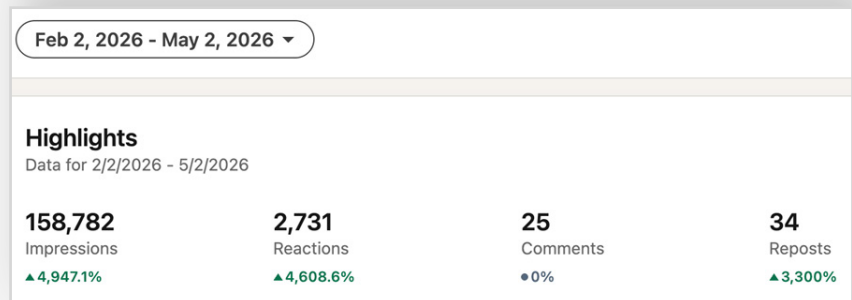 Feb 2, 2026 - May 2, 2026
Highlights
Data for 2/2/2026 - 5/2/2026
158,782 2,731 25 34
Impressions Reactions Comments Reposts
▲4,947.1% ▲4,608.6% ●0% ▲3,300%